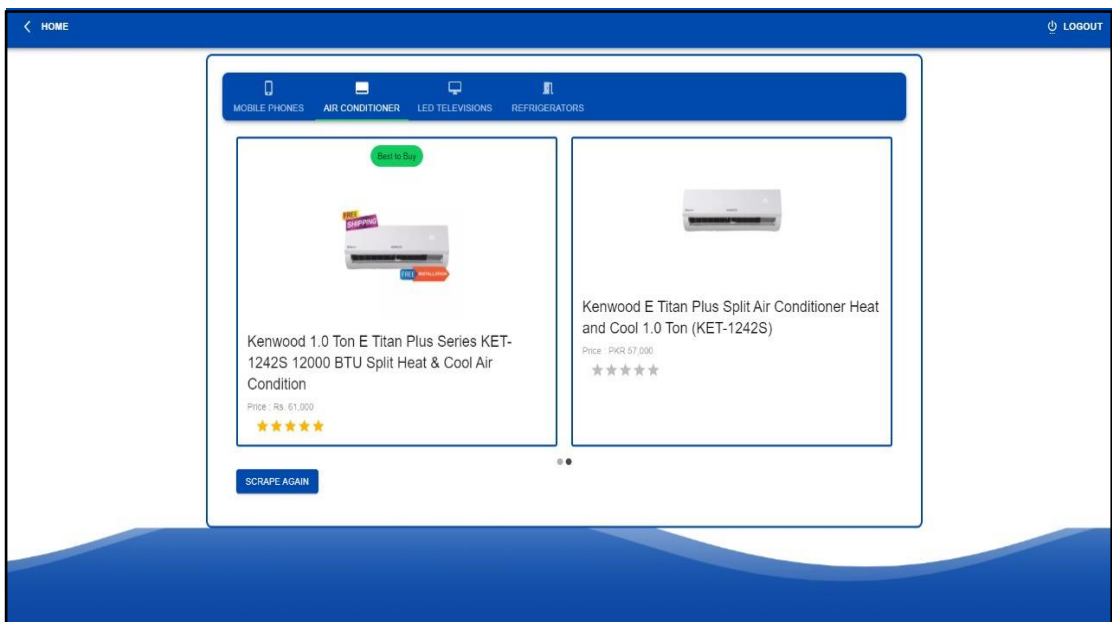 HOME
LOGOUT
MOBILE PHONES
AIR CONDITIONER
LED TELEVISIONS
REFRIGERATORS
Best to Buy
FREE
SHIPPING
FREE INSTALLATION
Kenwood 1.0 Ton E Titan Plus Series KET-
1242S 12000 BTU Split Heat & Cool Air
Condition
Price : Rs. 61,000
Kenwood E Titan Plus Split Air Conditioner Heat
and Cool 1.0 Ton (KET-1242S)
Price : PKR 57,000
SCRAPE AGAIN